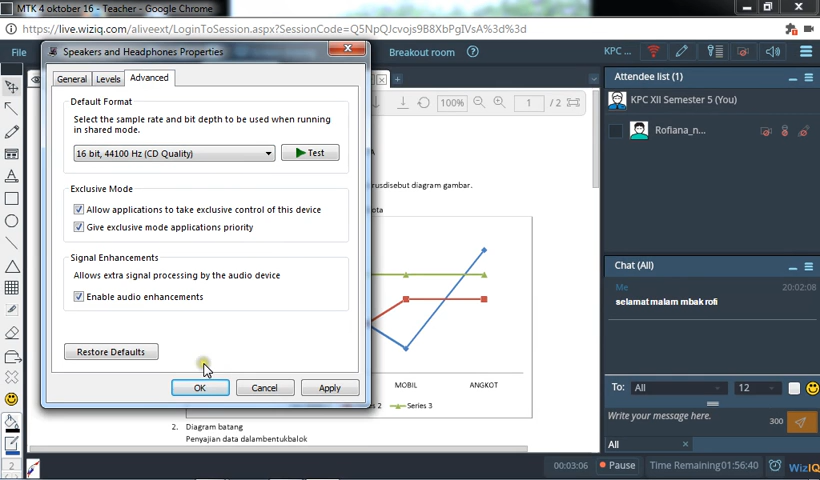 MTK 4 oktober 16 - Teacher - Google Chrome
https://live.wiziq.com/aliveext/LoginToSession.aspx?SessionCode=Q5NpQJcvojs9B8XbPgIVsA%3d%3d
File
Breakout room
KPC ...
Speakers and Headphones Properties
General Levels Advanced
Default Format
Select the sample rate and bit depth to be used when running
in shared mode.
16 bit, 44100 Hz (CD Quality)
Test
Exclusive Mode
Allow applications to take exclusive control of this device
Give exclusive mode applications priority
Signal Enhancements
Allows extra signal processing by the audio device
Enable audio enhancements
Restore Defaults
OK Cancel Apply
100% 1 / 2
rusdisebut diagram gambar.
ota
MOBIL ANGKOT
s 2 Series 3
2. Diagram batang
Penyajian data dalambentukbalok
Attendee list (1)
KPC XII Semester 5 (You)
Rofiana_n...
Chat (All)
Me 20:02:08
selamat malam mbak rofi
To: All 12
Write your message here.
300
All
2
00:03:06 Pause Time Remaining01:56:40 WizIQ